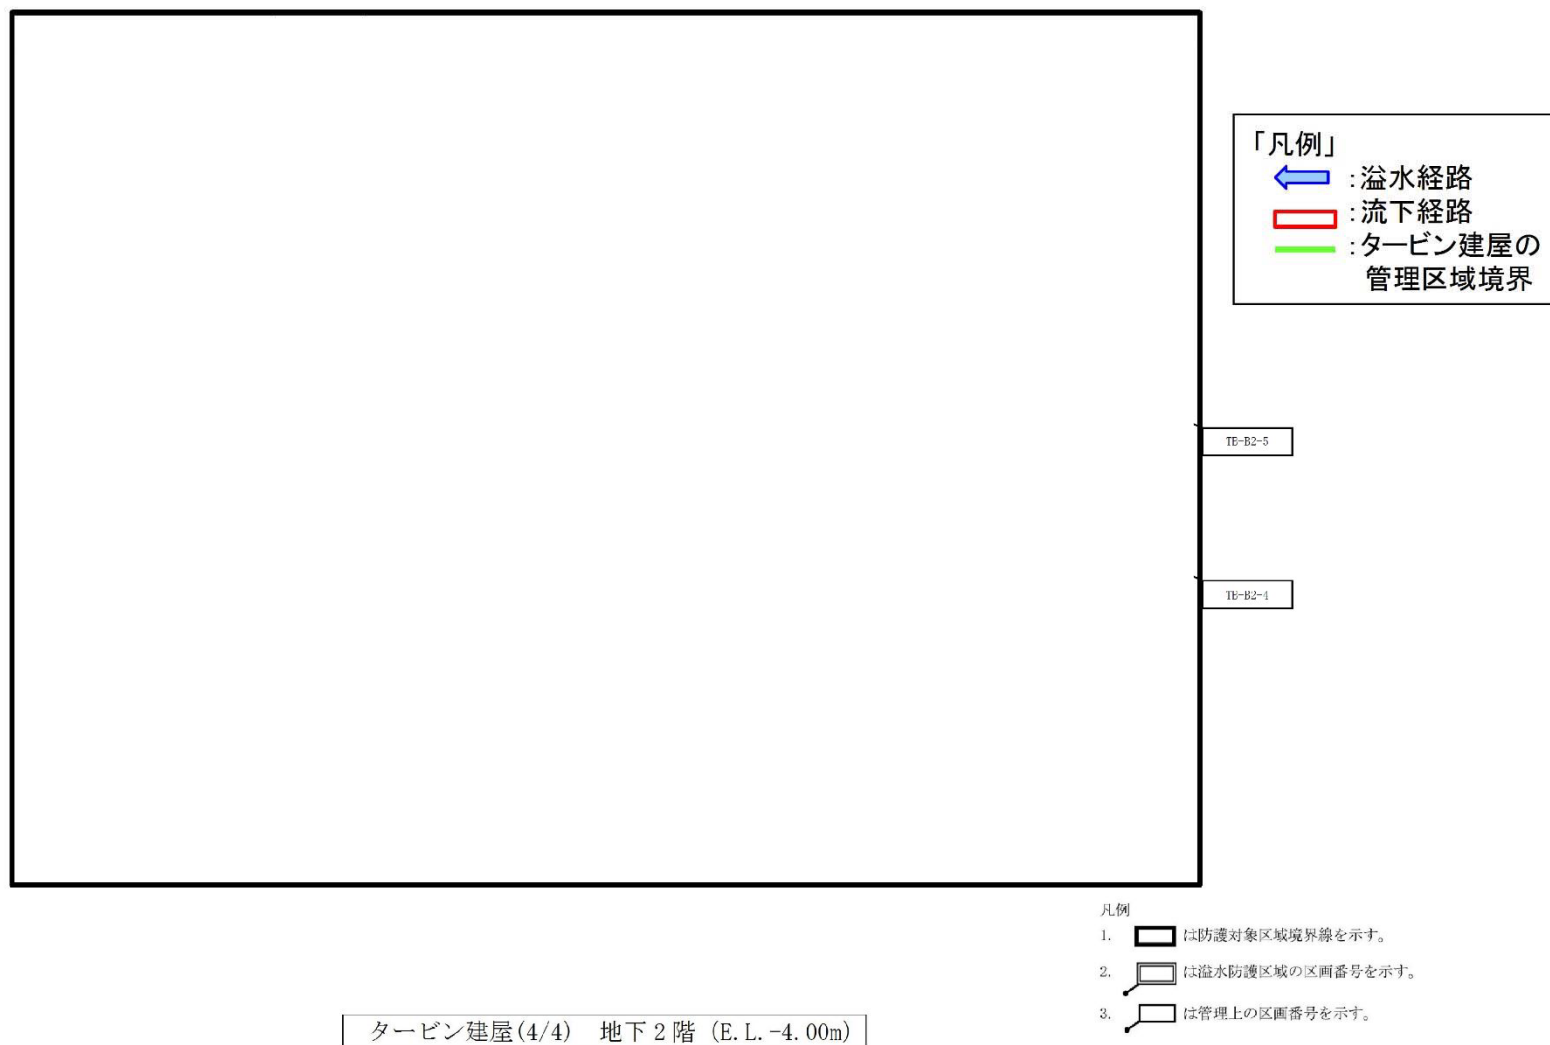 「凡例」
:溢水経路
:流下経路
:タービン建屋の
管理区域境界
TB-B2-5
TB-B2-4
凡例
1. は防護対象区域境界線を示す。
2. は溢水防護区域の区画番号を示す。
3. は管理上の区画番号を示す。
タービン建屋(4/4) 地下2階 (E.L.-4.00m)